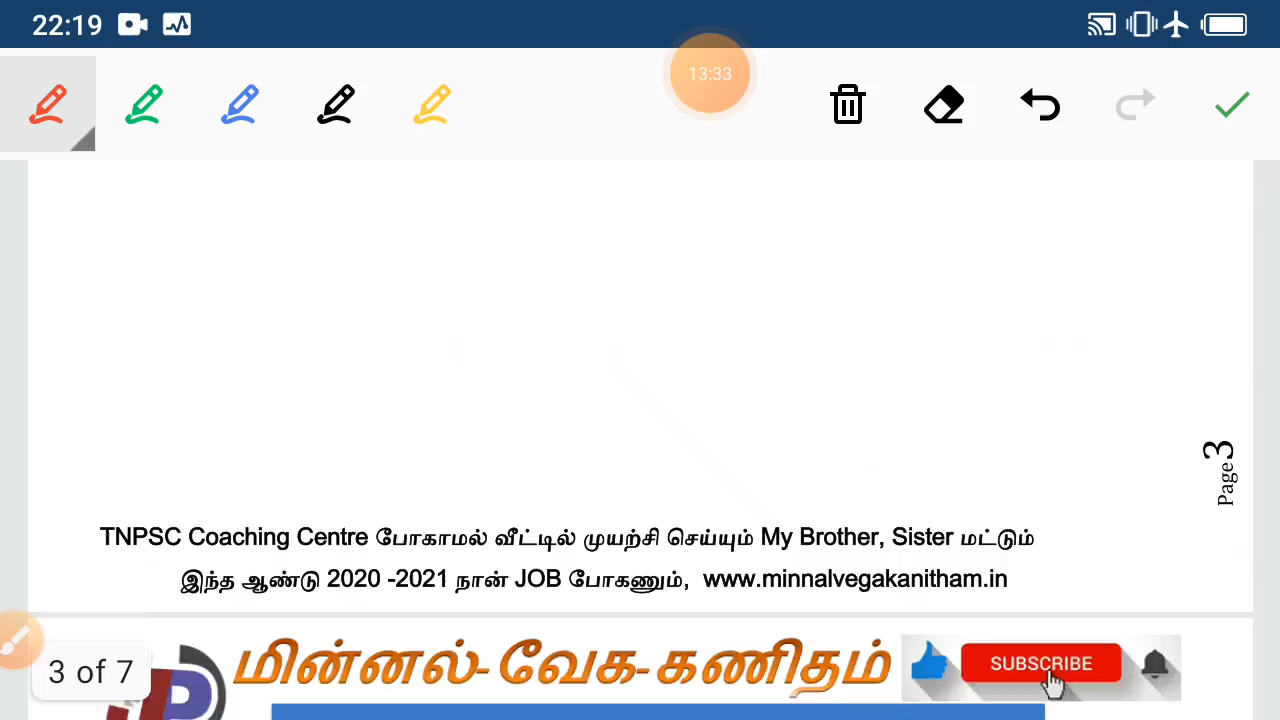 22:19
13:33
Page 3
TNPSC Coaching Centre போகாமல் வீட்டில் முயற்சி செய்யும் My Brother, Sister மட்டும்
இந்த ஆண்டு 2020 -2021 நான் JOB போகணும், www.minnalvegakanitham.in
3 of 7
மின்னல்-வேக-கணிதம்
SUBSCRIBE